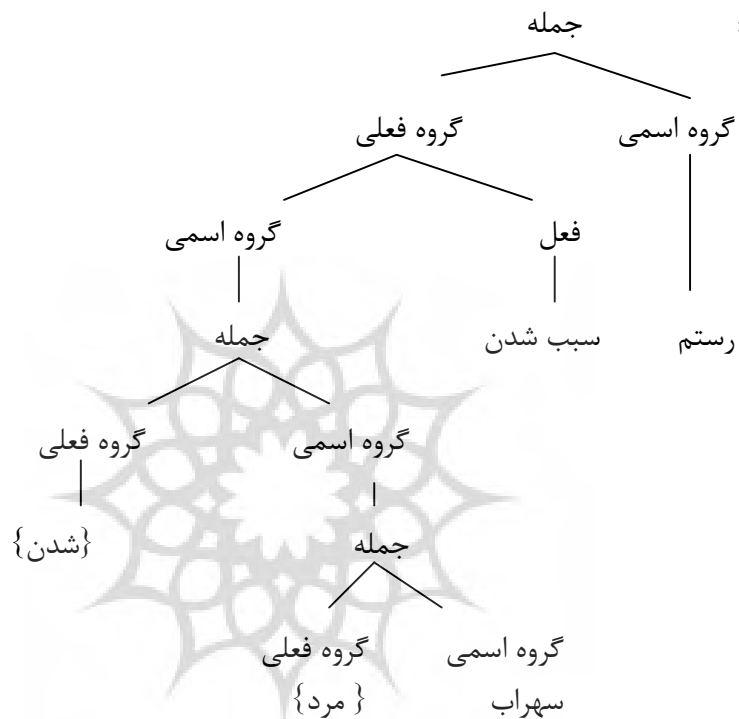 جمله
گروه اسمی گروه فعلی
فعل گروه اسمی
رستم سبب شدن جمله
گروه اسمی گروه فعلی
{شدن}
جمله
گروه اسمی گروه فعلی
سهراب {مرد}